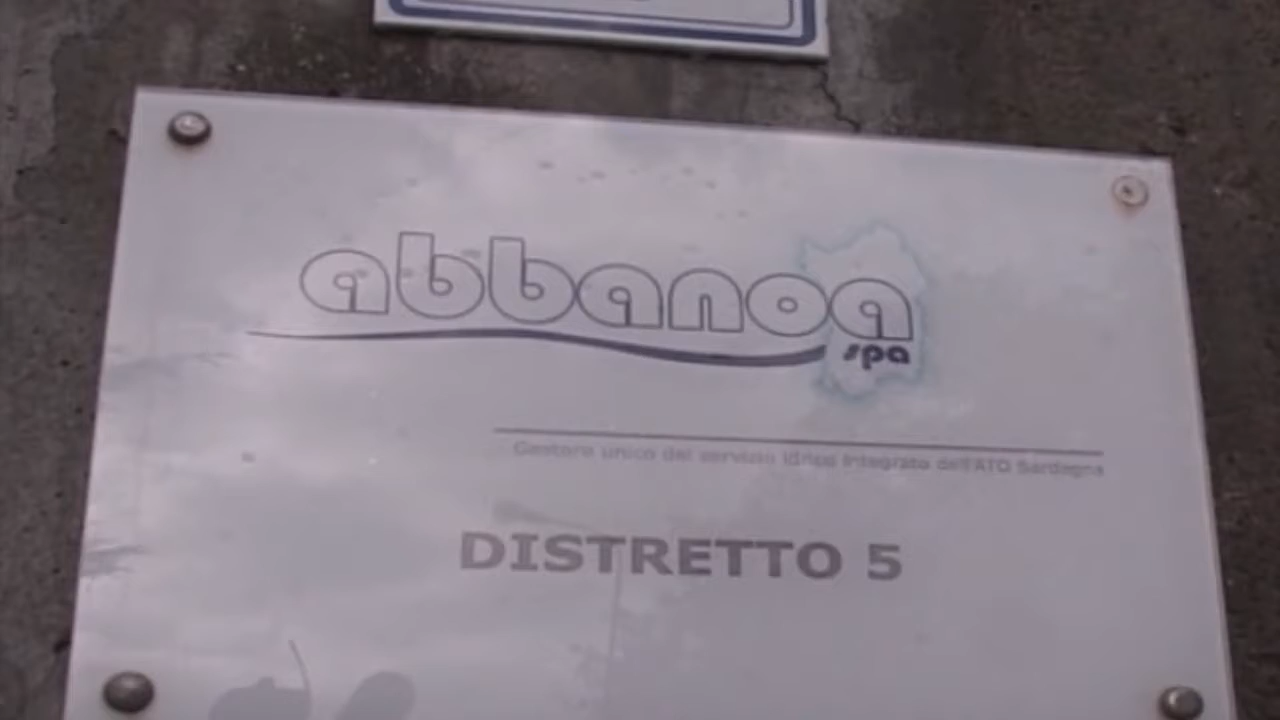 abbanoa
spa
Gestore unico del servizio idrico integrato dell'ATO Sardegna
DISTRETTO 5